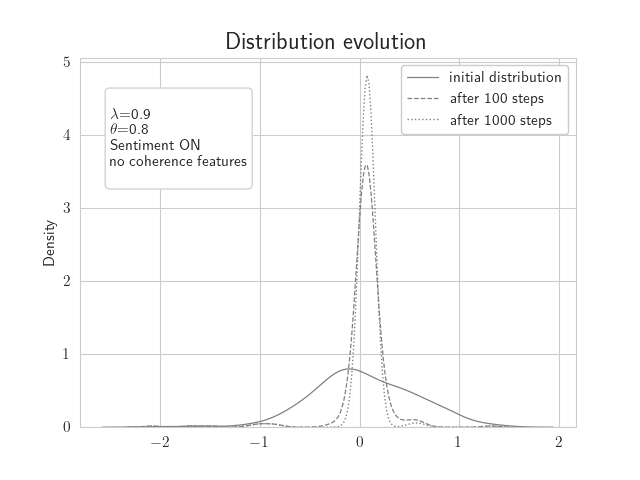 Distribution evolution
5
4
3
2
1
0
Density
λ=0.9
θ=0.8
Sentiment ON
no coherence features
initial distribution
after 100 steps
after 1000 steps
−2 −1 0 1 2